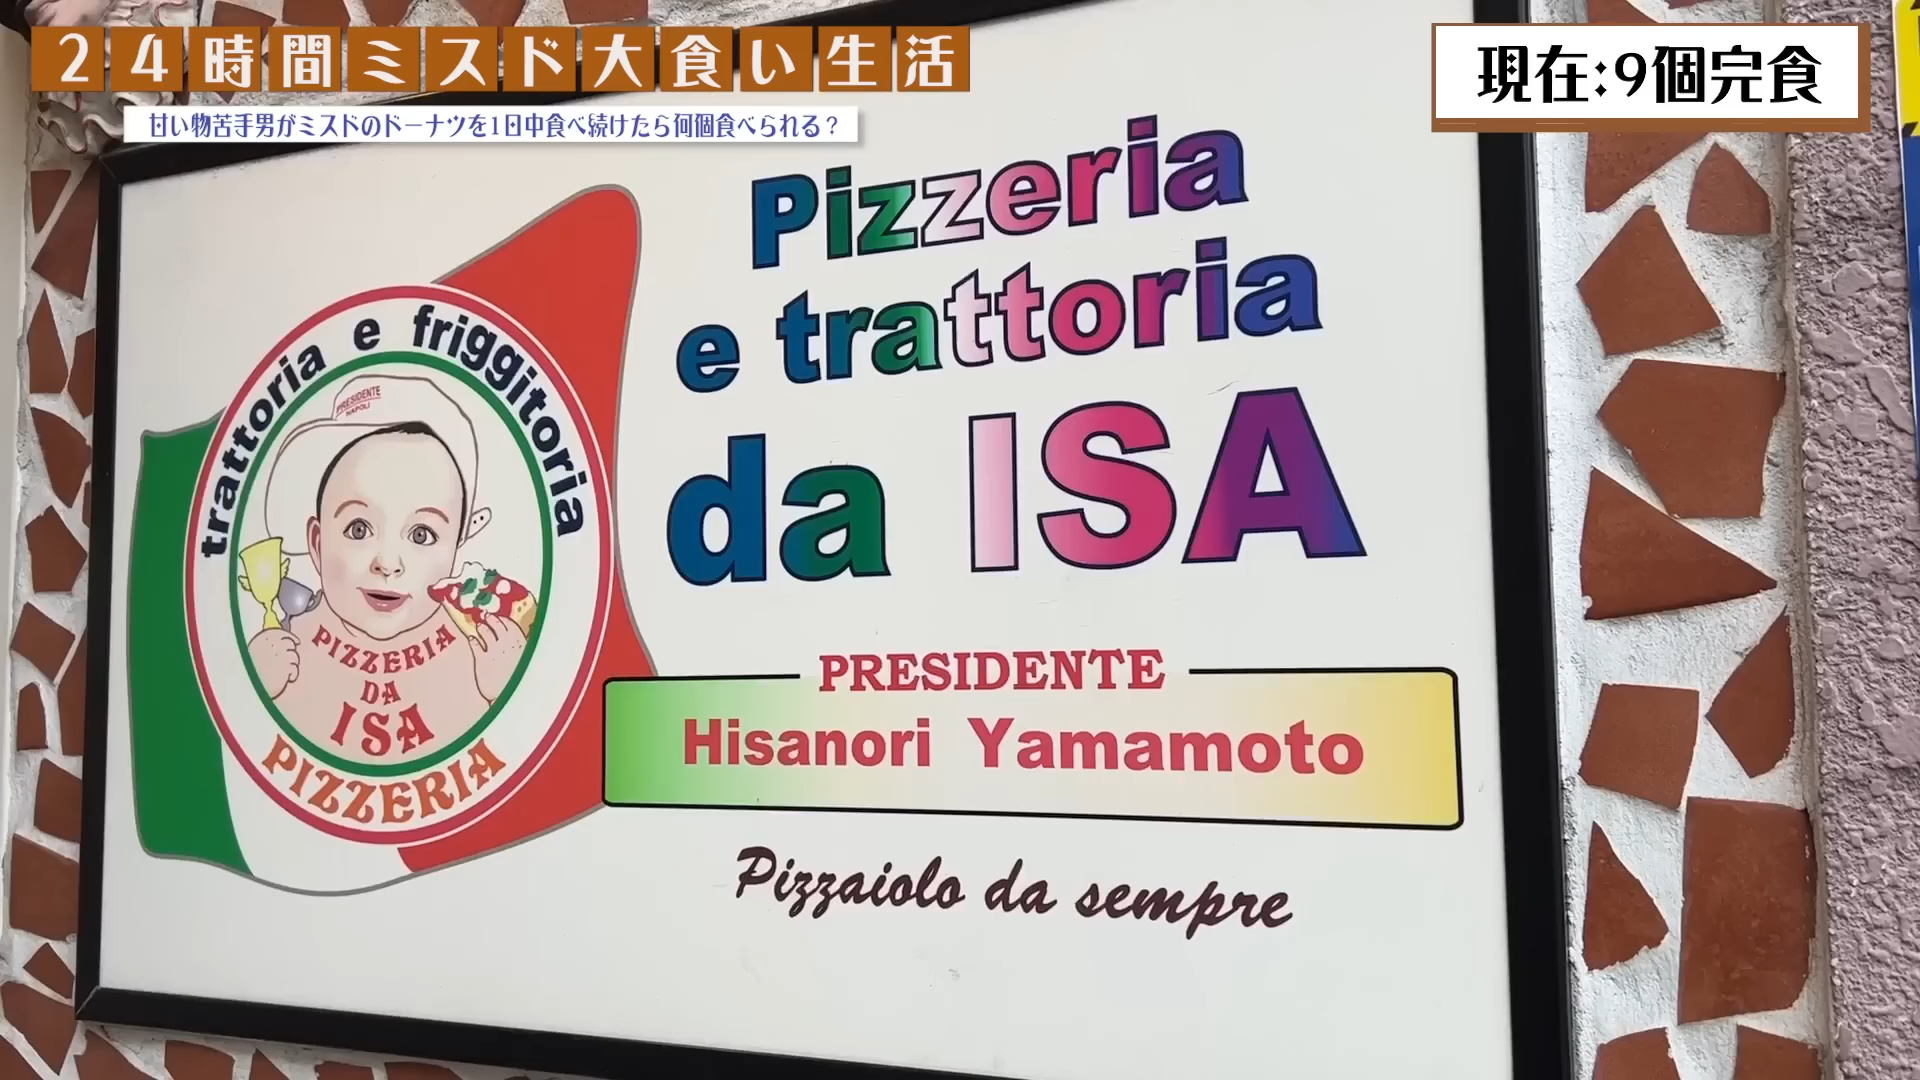 24時間ミスド大食い生活
甘い物苦手男がミスドのドーナツを1日中食べ続けたら何個食べられる？
現在:9個完食
trattoria e friggitoria
PRESIDENTE
NAPOLI
PIZZERIA
DA
ISA
PIZZERIA
Pizzeria
e trattoria
da ISA
PRESIDENTE
Hisanori Yamamoto
Pizzaiolo da sempre